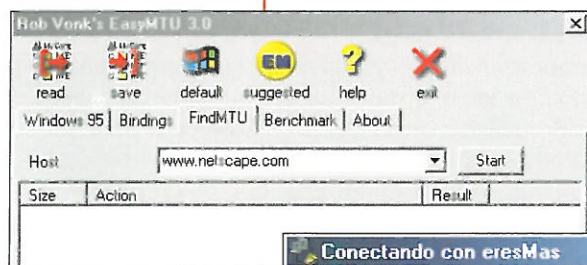 Rob Vonk's EasyMTU 3.0
read save default suggested help exit
Windows 95 Bindings FindMTU Benchmark About
Host www.netscape.com Start
Size Action Result
Conectando con eresMas